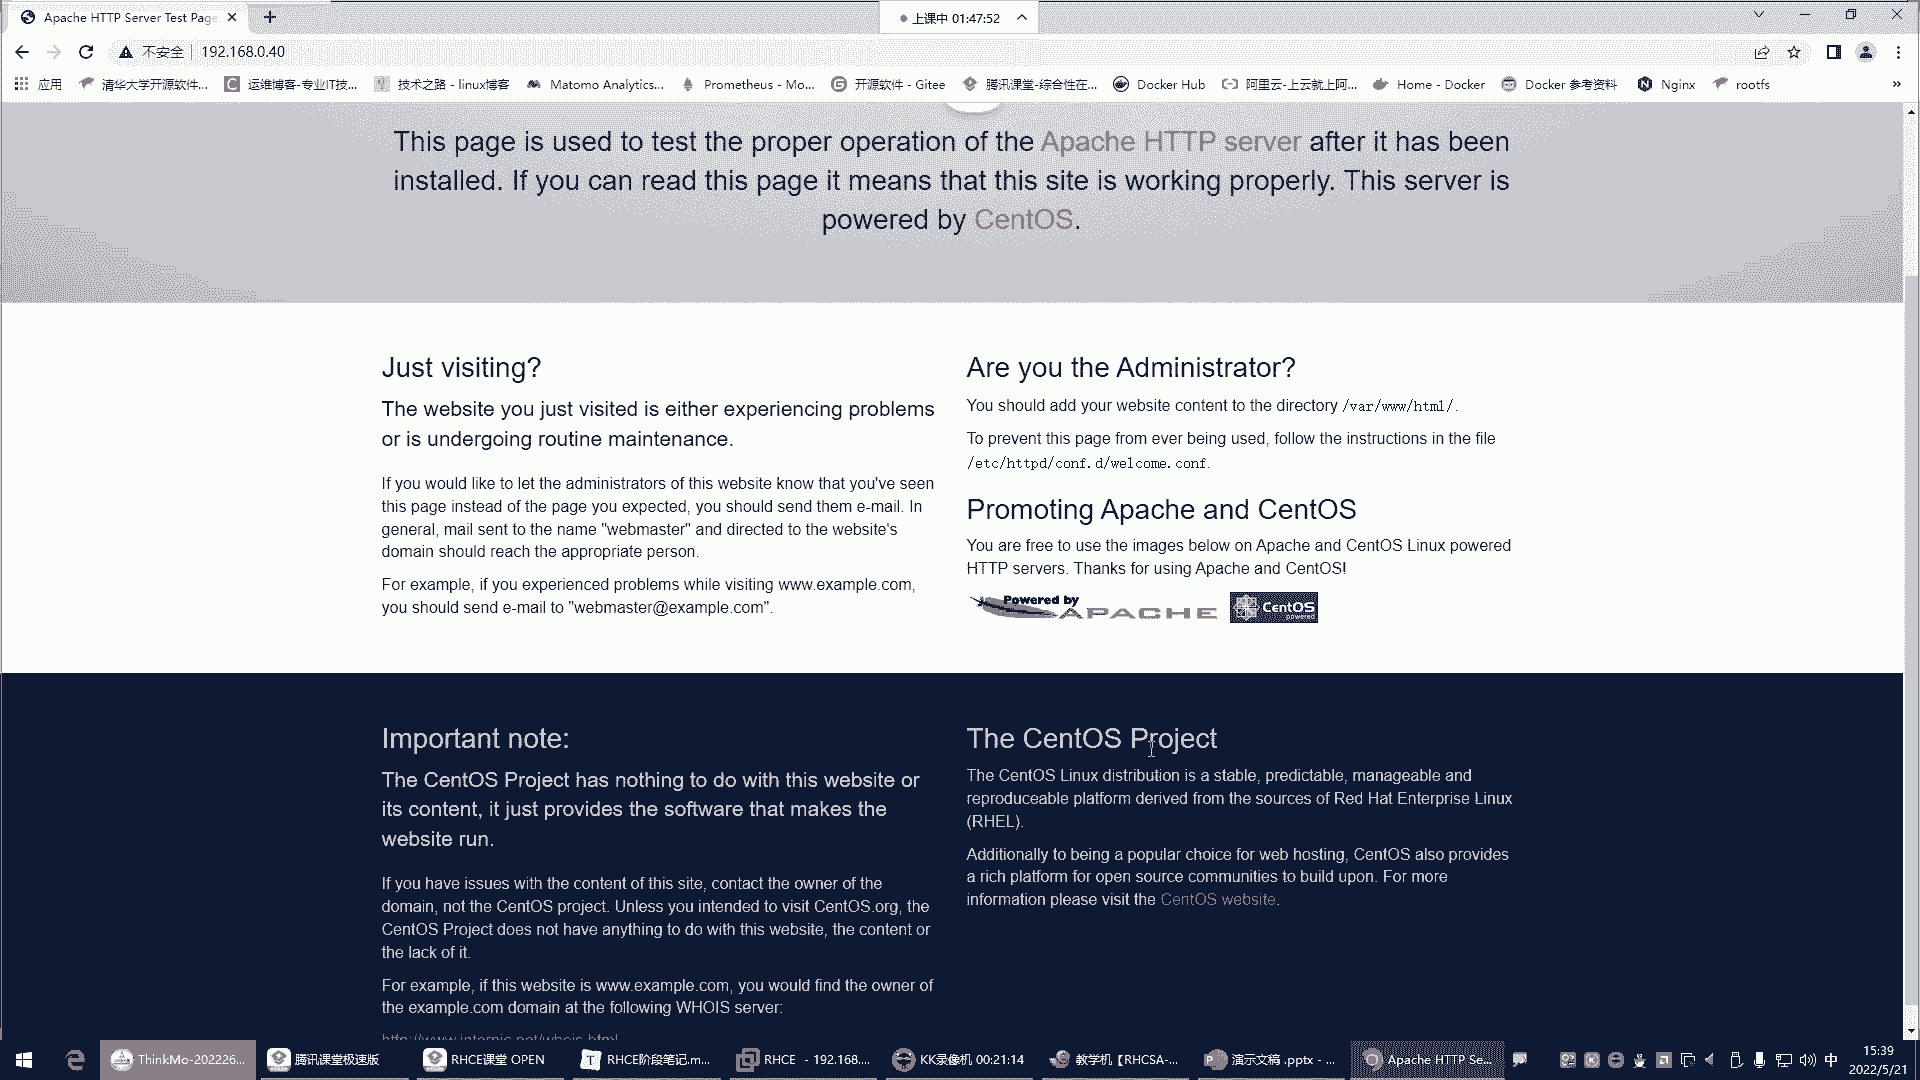 Apache HTTP Server Test Page
上课中 01:47:52
不安全 192.168.0.40
应用 清华大学开源软件... 运维博客-专业IT技... 技术之路 - linux博客 Matomo Analytics... Prometheus - Mo... 开源软件 - Gitee 腾讯课堂-综合性在... Docker Hub 阿里云-上云就上阿... Home - Docker Docker 参考资料 Nginx rootfs »
This page is used to test the proper operation of the Apache HTTP server after it has been
installed. If you can read this page it means that this site is working properly. This server is
powered by CentOS.
Just visiting?
The website you just visited is either experiencing problems
or is undergoing routine maintenance.
If you would like to let the administrators of this website know that you've seen
this page instead of the page you expected, you should send them e-mail. In
general, mail sent to the name "webmaster" and directed to the website's
domain should reach the appropriate person.
For example, if you experienced problems while visiting www.example.com,
you should send e-mail to "webmaster@example.com".
Are you the Administrator?
You should add your website content to the directory /var/www/html/.
To prevent this page from ever being used, follow the instructions in the file
/etc/httpd/conf.d/welcome.conf.
Promoting Apache and CentOS
You are free to use the images below on Apache and CentOS Linux powered
HTTP servers. Thanks for using Apache and CentOS!
Powered by
APACHE
CentOS
powered
Important note:
The CentOS Project has nothing to do with this website or
its content, it just provides the software that makes the
website run.
If you have issues with the content of this site, contact the owner of the
domain, not the CentOS project. Unless you intended to visit CentOS.org, the
CentOS Project does not have anything to do with this website, the content or
the lack of it.
For example, if this website is www.example.com, you would find the owner of
the example.com domain at the following WHOIS server:
http://www.internic.net/whois.html
The CentOS Project
The CentOS Linux distribution is a stable, predictable, manageable and
reproduceable platform derived from the sources of Red Hat Enterprise Linux
(RHEL).
Additionally to being a popular choice for web hosting, CentOS also provides
a rich platform for open source communities to build upon. For more
information please visit the CentOS website.
ThinkMo-202226... 腾讯课堂极速版 RHCE课堂 OPEN RHCE阶段笔记.m... RHCE - 192.168.... KK录像机 00:21:14 教学机【RHCSA-... 演示文稿 .pptx - ... Apache HTTP Se... 中
15:39
2022/5/21